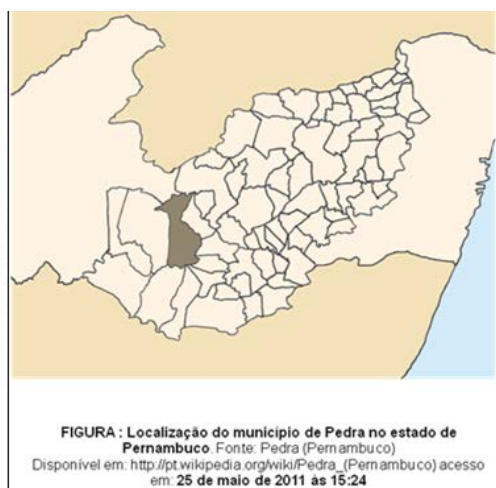 FIGURA : Localização do município de Pedra no estado de
Pernambuco. Fonte: Pedra (Pernambuco)
Disponível em: http://pt.wikipedia.org/wiki/Pedra_(Pernambuco) acesso
em: 25 de maio de 2011 às 15:24